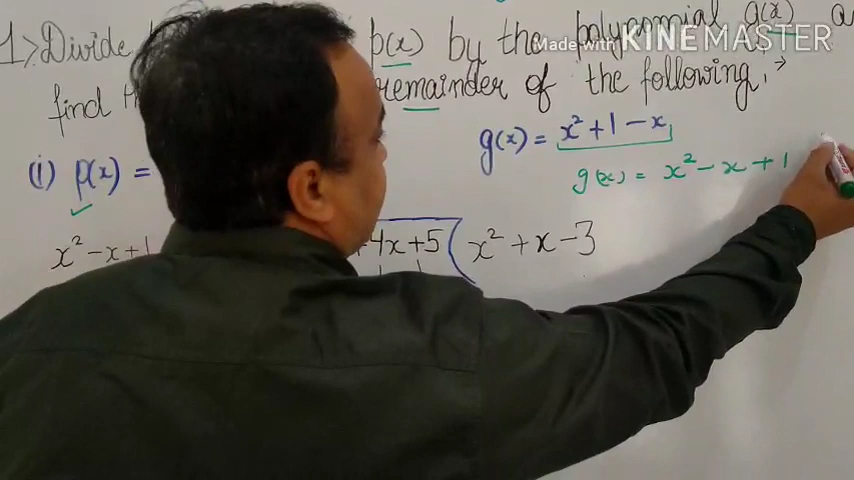 1> Divide p(x) by the polynomial g(x)
find remainder of the following :→
g(x) = x² + 1 - x
(i) p(x) =
g(x) = x² - x + 1
x² - x + 1 4x + 5 ( x² + x - 3
Made with KINEMASTER